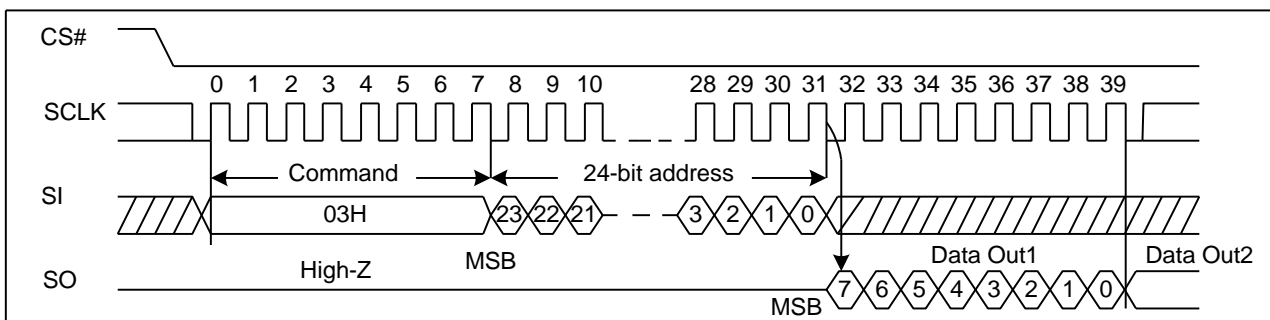 CS#
0 1 2 3 4 5 6 7 8 9 10 28 29 30 31 32 33 34 35 36 37 38 39
SCLK
Command 24-bit address
SI
03H 23 22 21 3 2 1 0
High-Z MSB Data Out1 Data Out2
SO
MSB 7 6 5 4 3 2 1 0